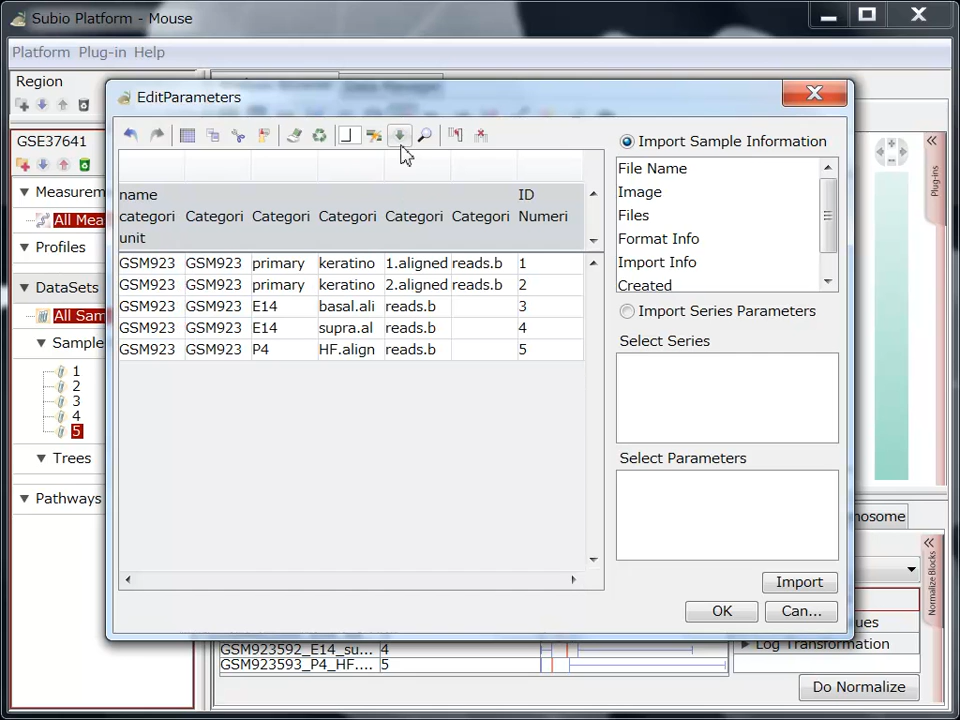 Subio Platform - Mouse
Platform Plug-in Help
Region
GSE37641
Measurem
All Mea
Profiles
DataSets
All Sam
Sample
1
2
3
4
5
Trees
Pathways
EditParameters
name ID
categori Categori Categori Categori Categori Categori Numeri
unit
GSM923 GSM923 primary keratino 1.aligned reads.b 1
GSM923 GSM923 primary keratino 2.aligned reads.b 2
GSM923 GSM923 E14 basal.ali reads.b 3
GSM923 GSM923 E14 supra.al reads.b 4
GSM923 GSM923 P4 HF.align reads.b 5
Import Sample Information
File Name
Image
Files
Format Info
Import Info
Created
Import Series Parameters
Select Series
Select Parameters
Import
OK Can...
Plug-ins
Normalize Blocks
nosome
ues
Log Transformation
GSM923592_E14_su... 4
GSM923593_P4_HF.... 5
Do Normalize